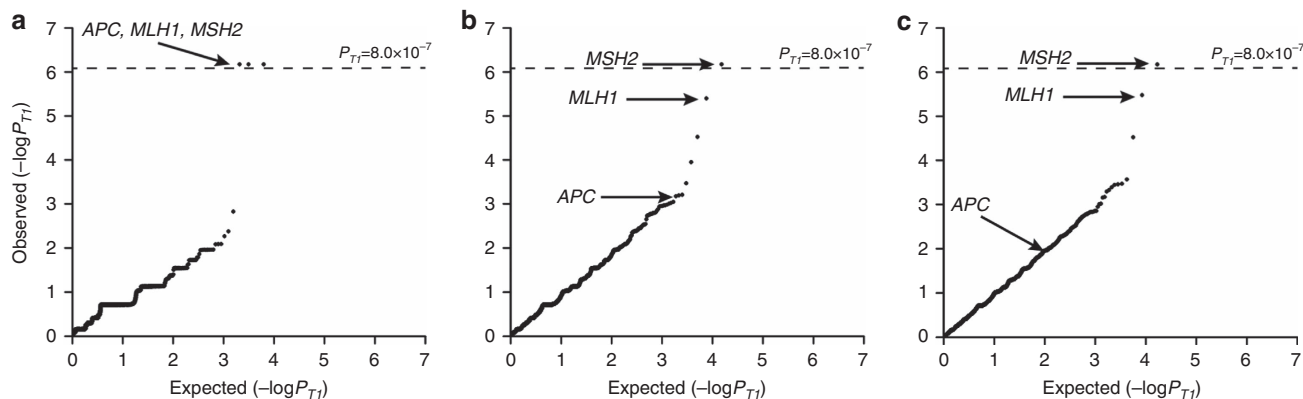 a
7
6
5
4
3
2
1
0
Observed (–logP_T1)
APC, MLH1, MSH2
P_T1=8.0×10⁻⁷
0 1 2 3 4 5 6 7
Expected (–logP_T1)
b
7
6
5
4
3
2
1
0
MSH2
P_T1=8.0×10⁻⁷
MLH1
APC
0 1 2 3 4 5 6 7
Expected (–logP_T1)
c
7
6
5
4
3
2
1
0
MSH2
P_T1=8.0×10⁻⁷
MLH1
APC
0 1 2 3 4 5 6 7
Expected (–logP_T1)